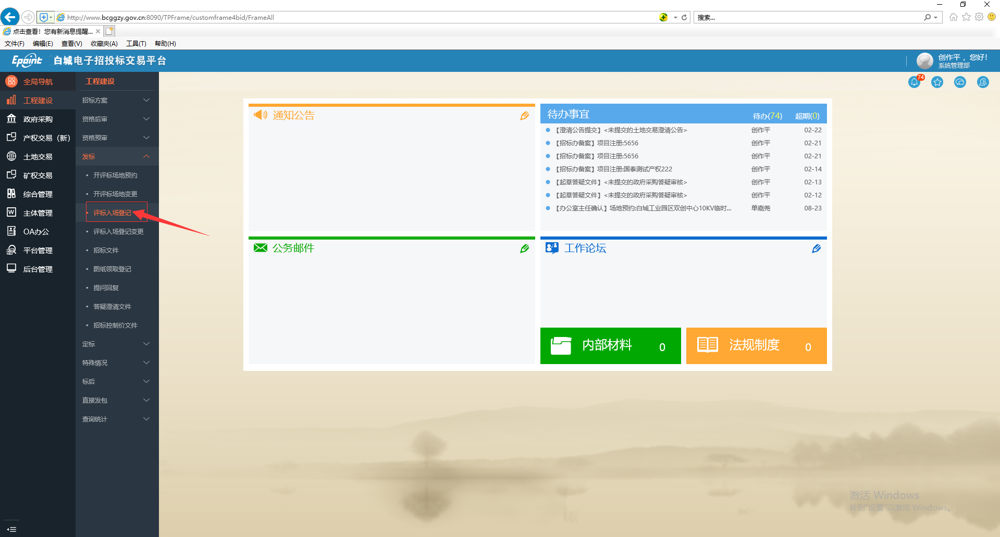 http://www.bcggzy.gov.cn:8090/TPFrame/customframe4bid/FrameAll
搜索...
点击查看！您有新消息提醒...
文件(F) 编辑(E) 查看(V) 收藏夹(A) 工具(T) 帮助(H)
Epoint 白城电子招投标交易平台
创作平 ，您好!
系统管理部
74
全局导航
工程建设
政府采购
产权交易（新）
土地交易
矿权交易
综合管理
主体管理
OA办公
平台管理
后台管理
工程建设
招标方案
资格后审
资格预审
发标
开评标场地预约
开评标场地变更
评标入场登记
评标入场登记变更
招标文件
图纸领取登记
提问回复
答疑澄清文件
招标控制价文件
定标
特殊情况
标后
直接发包
查询统计
通知公告
待办事宜 待办(74) 超期(0)
【澄清公告提交】<未提交的土地交易澄清公告> 创作平 02-22
【招标办备案】项目注册:5656 创作平 02-21
【招标办备案】项目注册:5656 创作平 02-21
【招标办备案】项目注册:国泰测试产权222 创作平 02-14
【起草答疑文件】<未提交的政府采购答疑审核> 创作平 02-13
【起草答疑文件】<未提交的政府采购答疑审核> 创作平 02-12
【办公室主任确认】场地预约:白城工业园区双创中心10KV临时... 单嘉尧 08-23
公务邮件
工作论坛
内部材料 0
法规制度 0
激活 Windows
转到"设置"以激活 Windows。